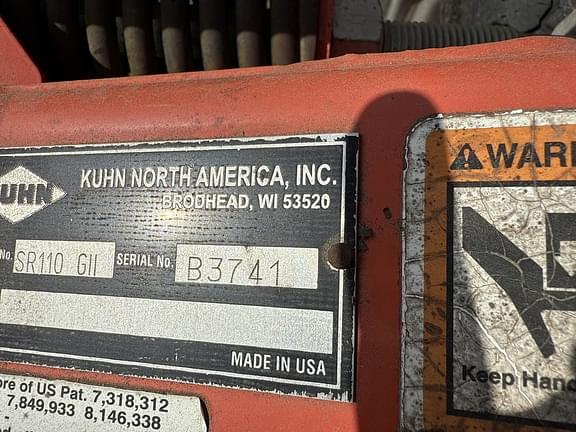 KUHN
KUHN NORTH AMERICA, INC.
BRODHEAD, WI 53520
No. SR110 GII SERIAL No. B3741
MADE IN USA
ore of US Pat. 7,318,312
7,849,933 8,146,338
WAR
Keep Hand